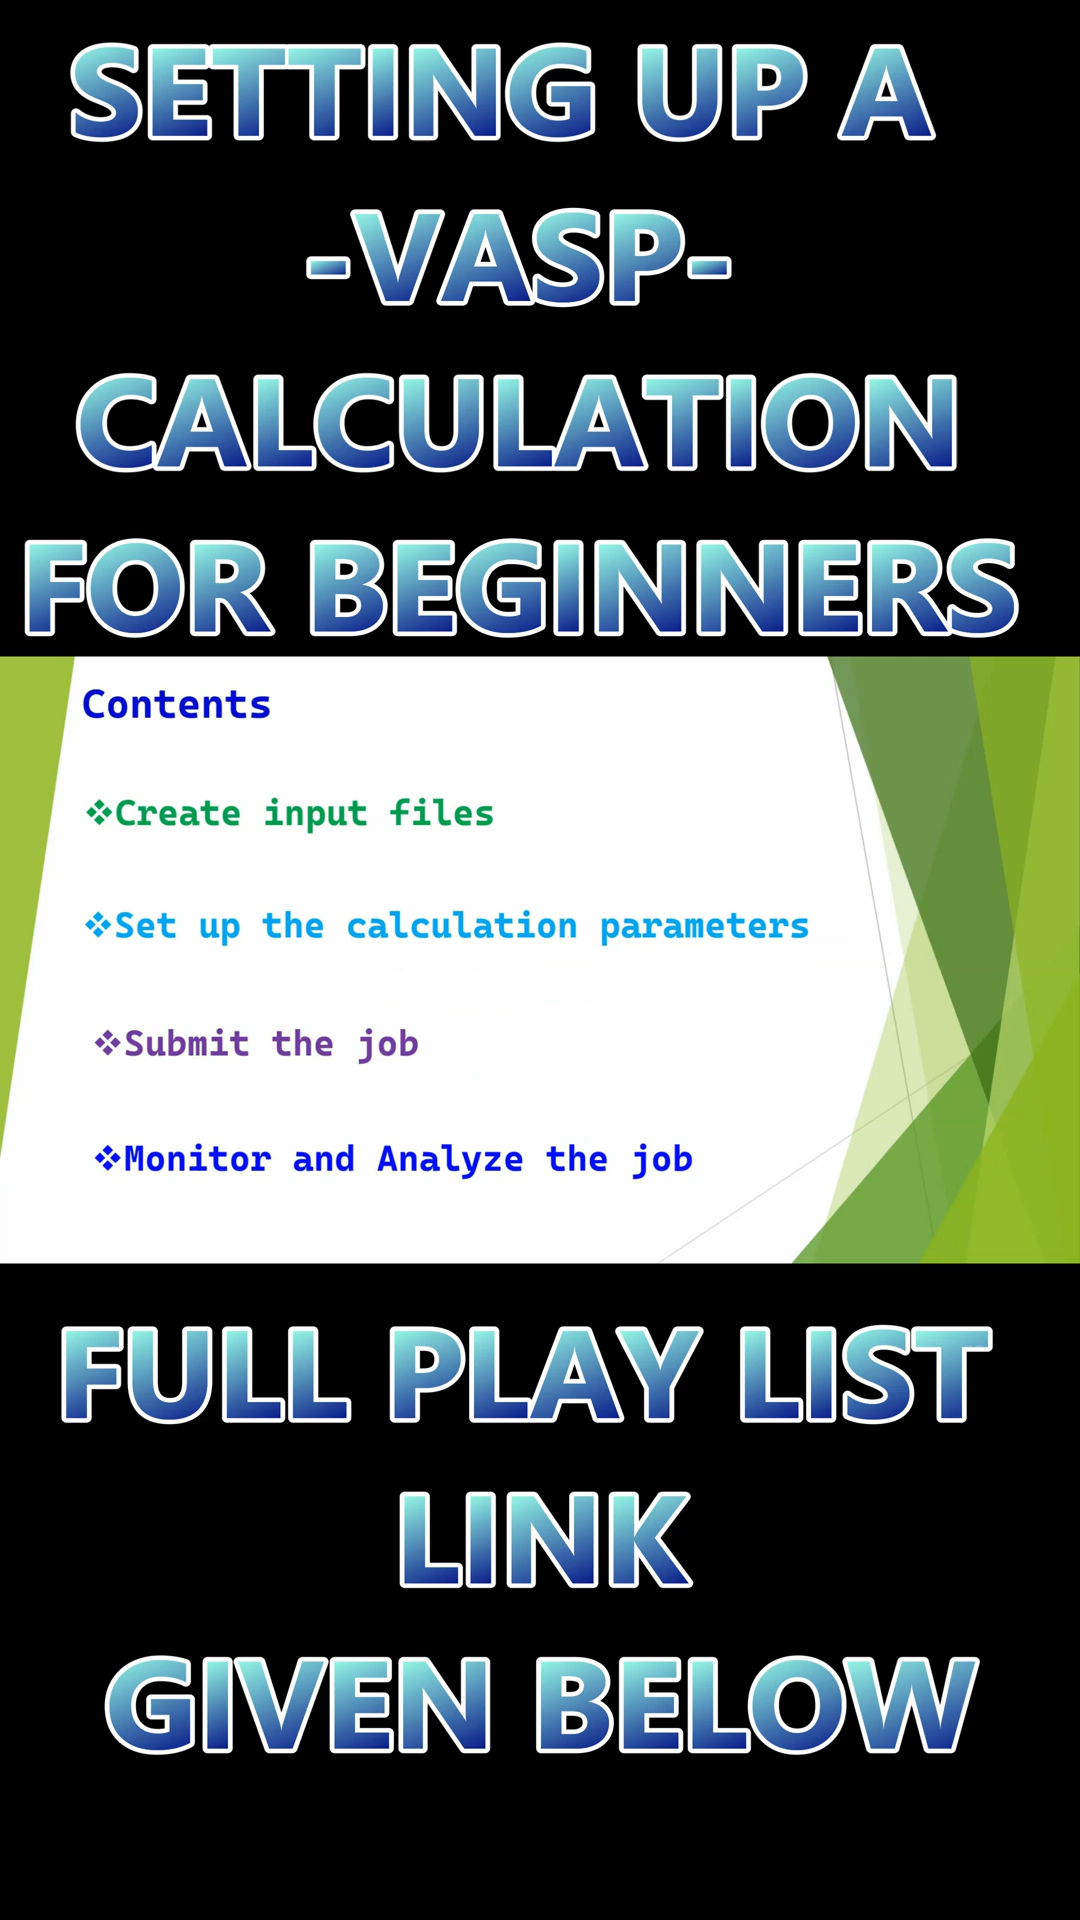 SETTING UP A
-VASP-
CALCULATION
FOR BEGINNERS
Contents
❖Create input files
❖Set up the calculation parameters
❖Submit the job
❖Monitor and Analyze the job
FULL PLAY LIST
LINK
GIVEN BELOW